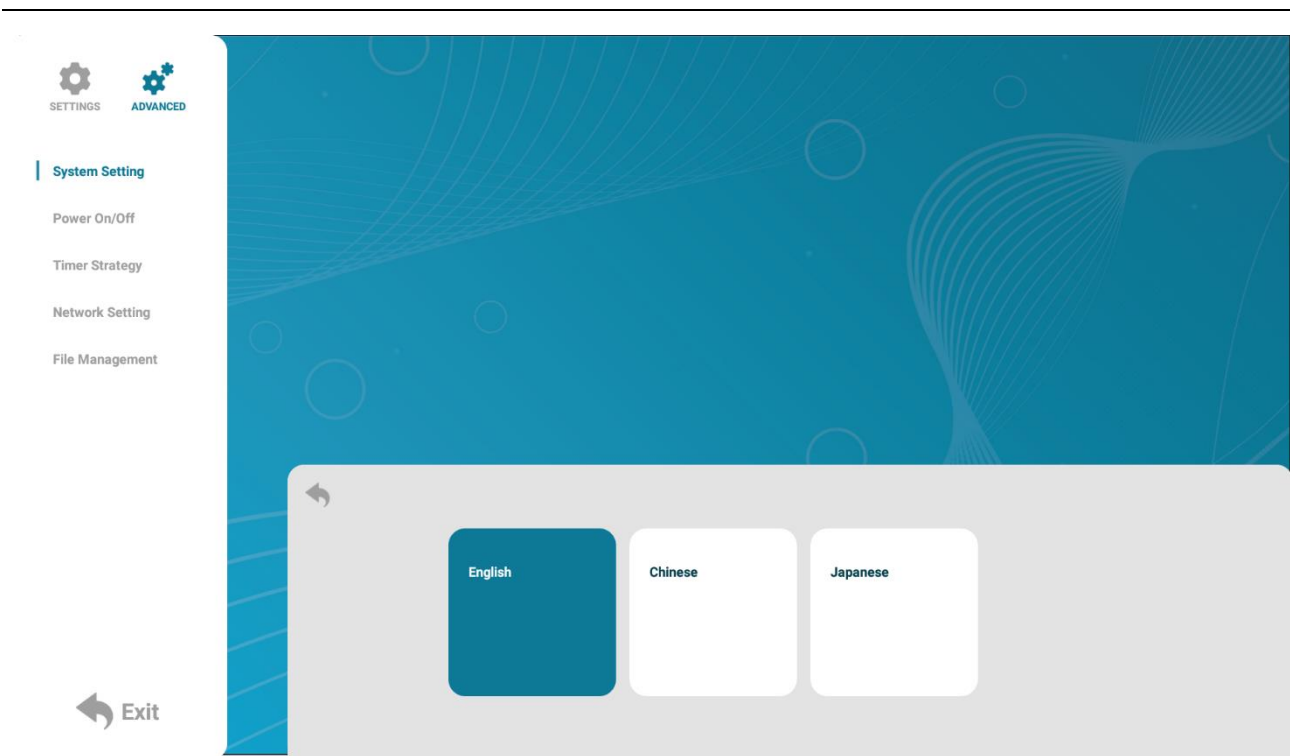 SETTINGS ADVANCED
System Setting
Power On/Off
Timer Strategy
Network Setting
File Management
English Chinese Japanese
Exit